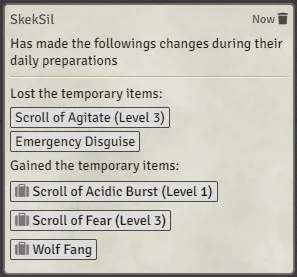 SkekSil Now
Has made the followings changes during their
daily preparations
Lost the temporary items:
Scroll of Agitate (Level 3)
Emergency Disguise
Gained the temporary items:
Scroll of Acidic Burst (Level 1)
Scroll of Fear (Level 3)
Wolf Fang